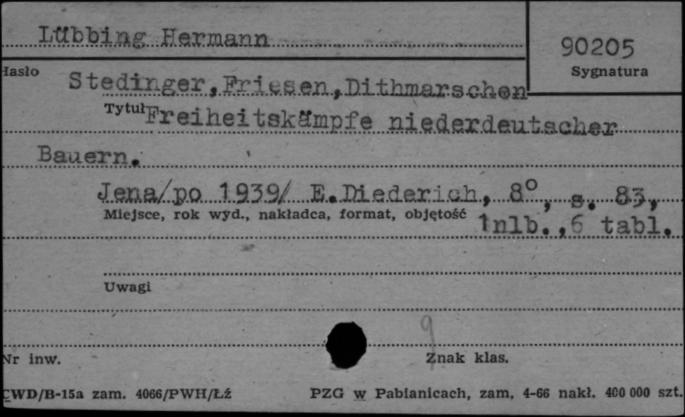 Lübbing Hermann
90205
Hasło
Sygnatura
Stedinger,Friesen,Dithmarschen
Tytuł Freiheitskämpfe niederdeutscher
Bauern.
Jena/po 1939/ E.Diederich, 8°, s. 83,
Miejsce, rok wyd., nakładca, format, objętość
1nlb.,6 tabl.
Uwagi
9
Nr inw.
Znak klas.
CWD/B-15a zam. 4066/PWH/Łż
PZG w Pabianicach, zam. 4-66 nakł. 400 000 szt.